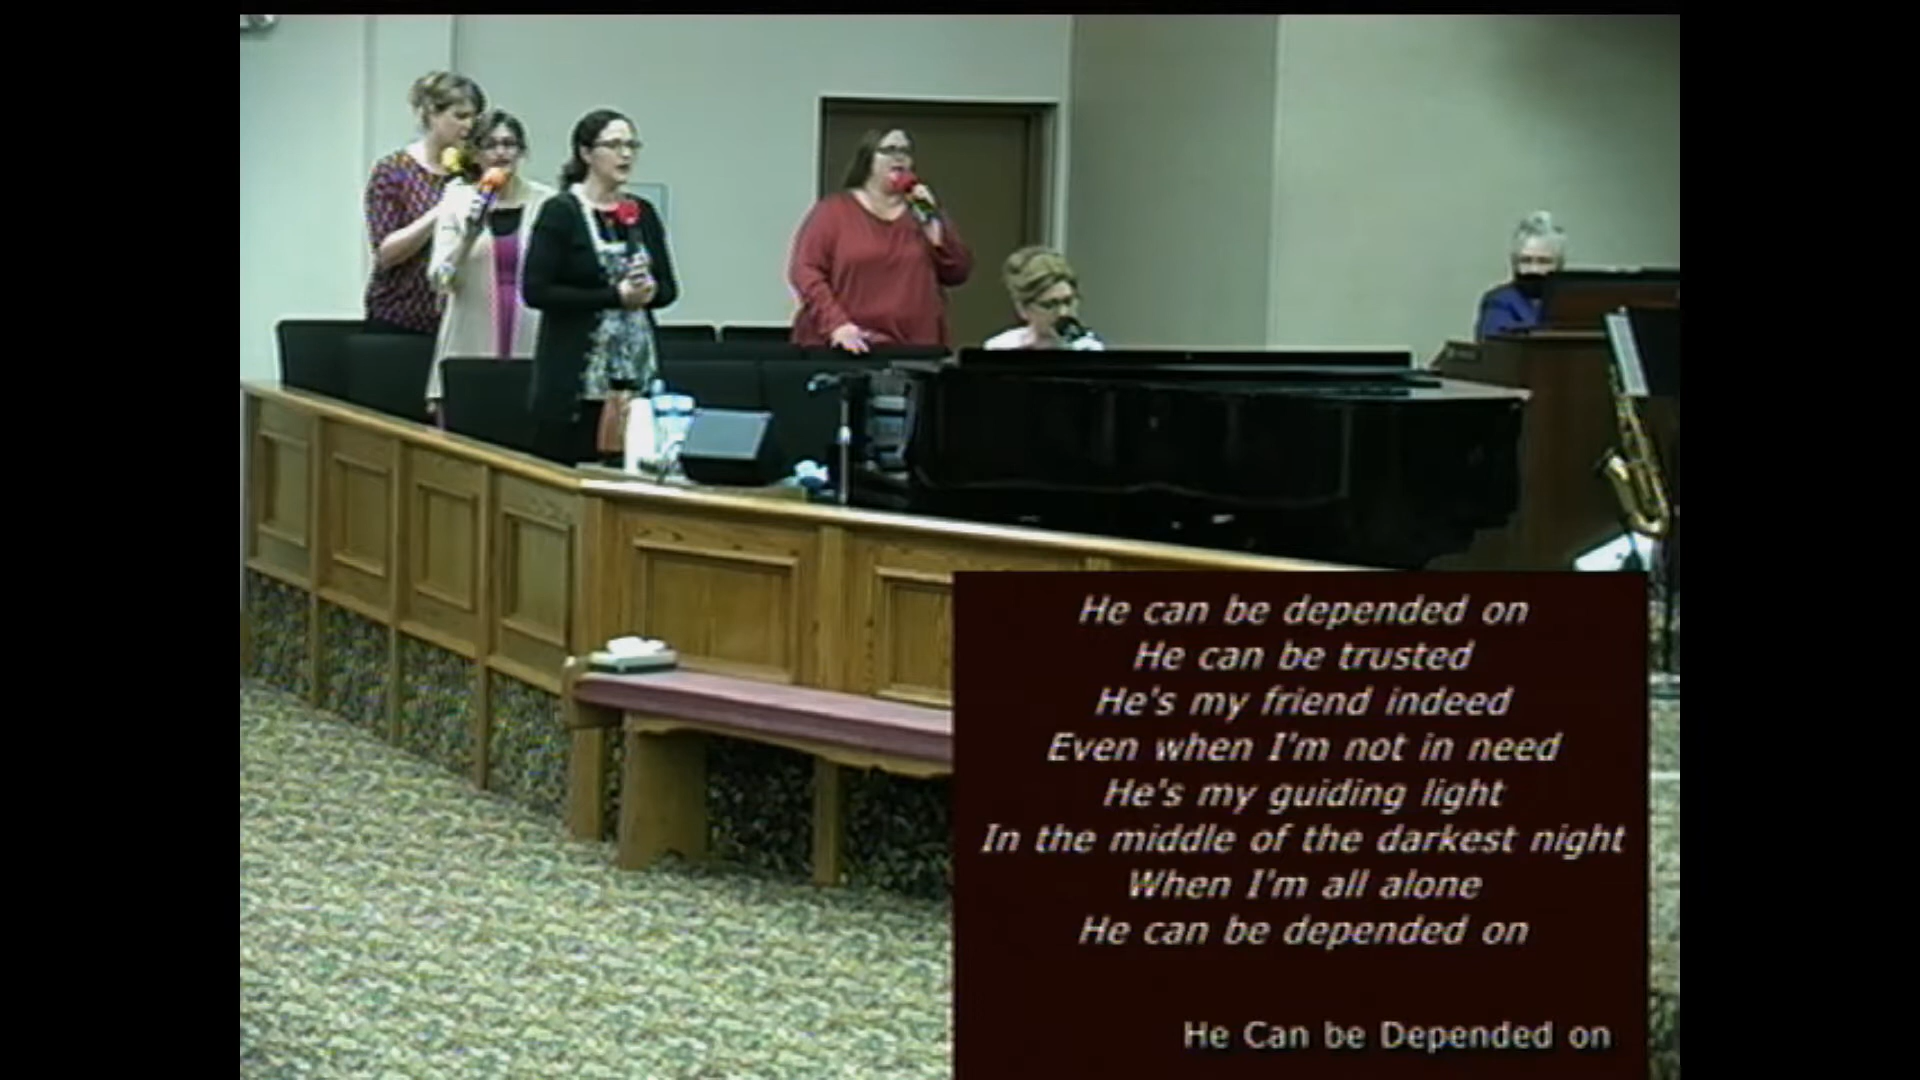 He can be depended on
He can be trusted
He's my friend indeed
Even when I'm not in need
He's my guiding light
In the middle of the darkest night
When I'm all alone
He can be depended on
He Can be Depended on